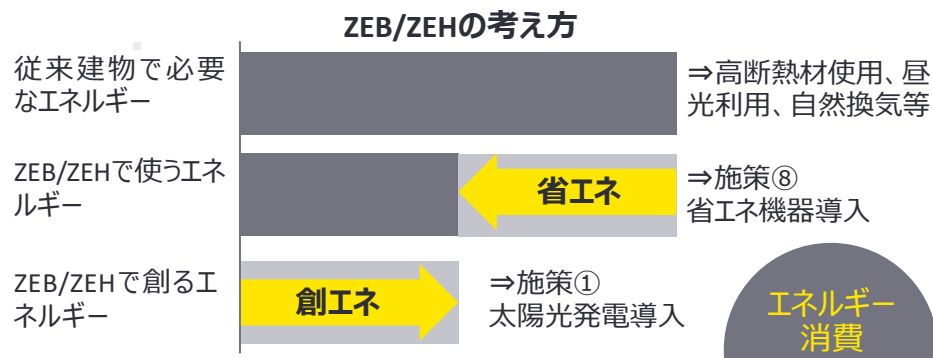 ZEB/ZEHの考え方
従来建物で必要
なエネルギー
⇒高断熱材使用、昼
光利用、自然換気等
ZEB/ZEHで使うエネ
ルギー
省エネ
⇒施策⑧
省エネ機器導入
ZEB/ZEHで創るエ
ネルギー
創エネ
⇒施策①
太陽光発電導入
エネルギー
消費